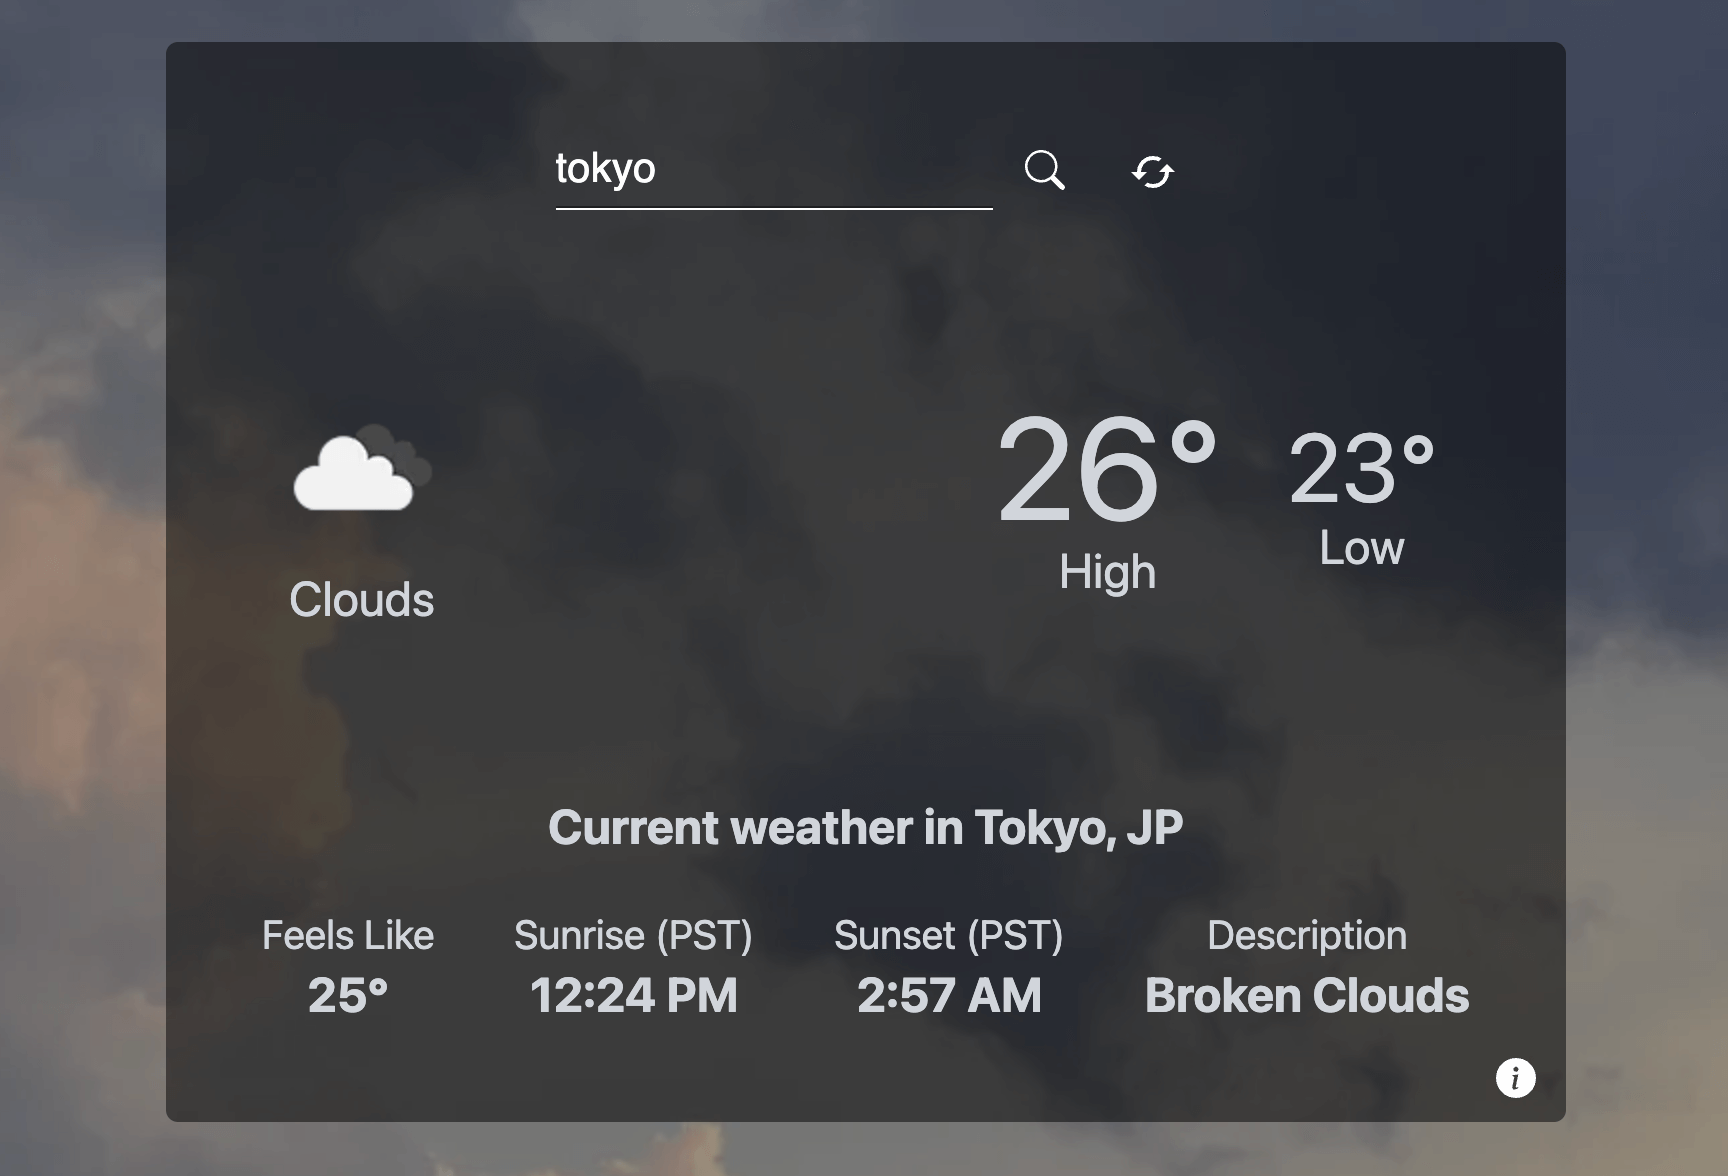 tokyo
26° 23°
High Low
Clouds
Current weather in Tokyo, JP
Feels Like Sunrise (PST) Sunset (PST) Description
25° 12:24 PM 2:57 AM Broken Clouds
i